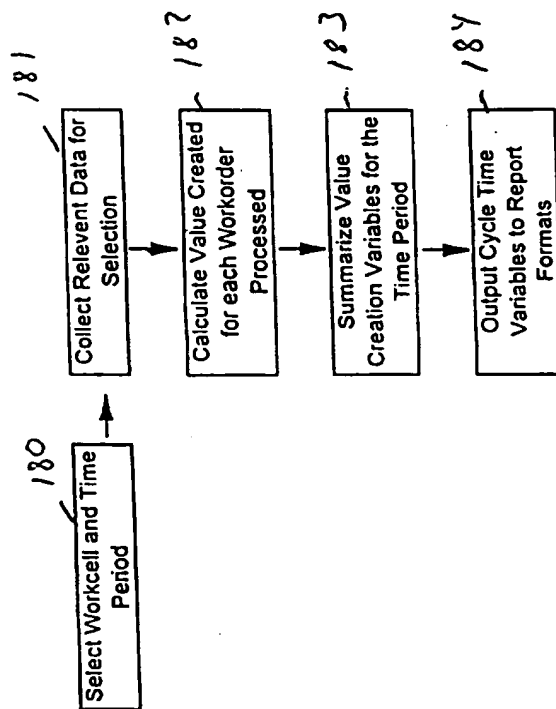 180
Select Workcell and Time
Period
181
Collect Relevent Data for
Selection
182
Calculate Value Created
for each Workorder
Processed
183
Summarize Value
Creation Variables for the
Time Period
184
Output Cycle Time
Variables to Report
Formats